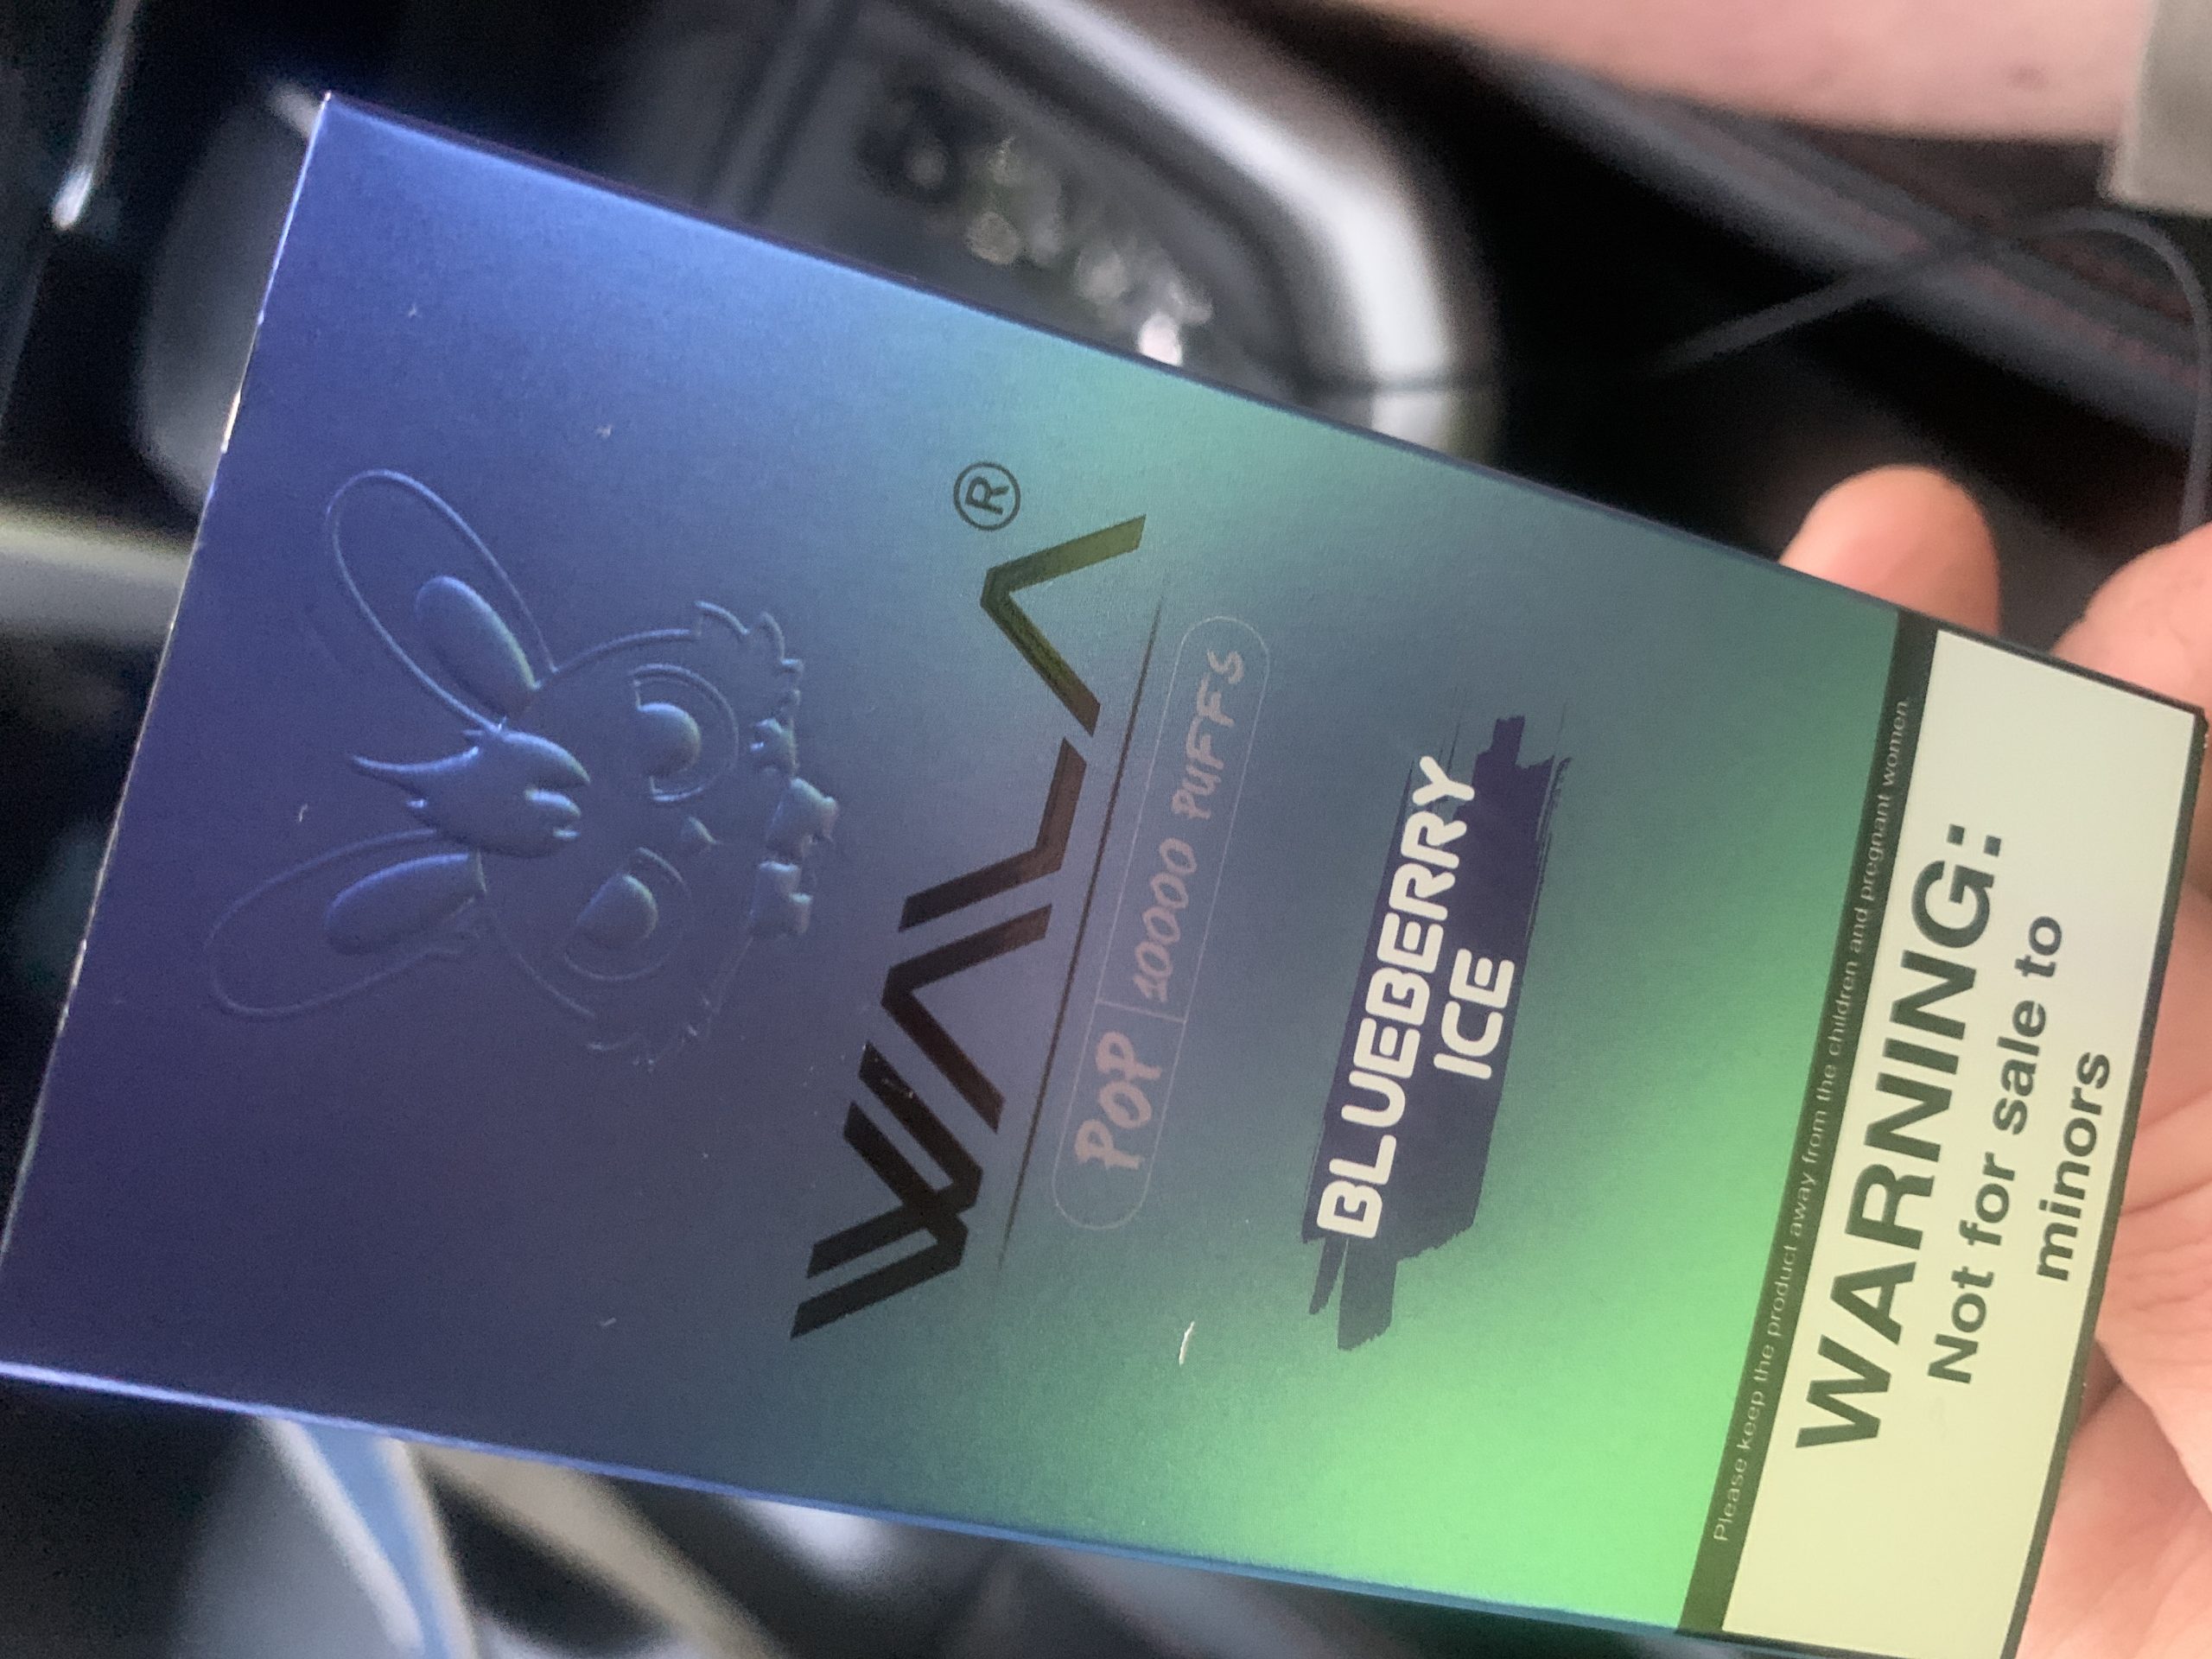 WALA®
POP | 10000 PUFFS
BLUEBERRY
ICE
Please keep the product away from the children and pregnant women.
WARNING:
Not for sale to
minors